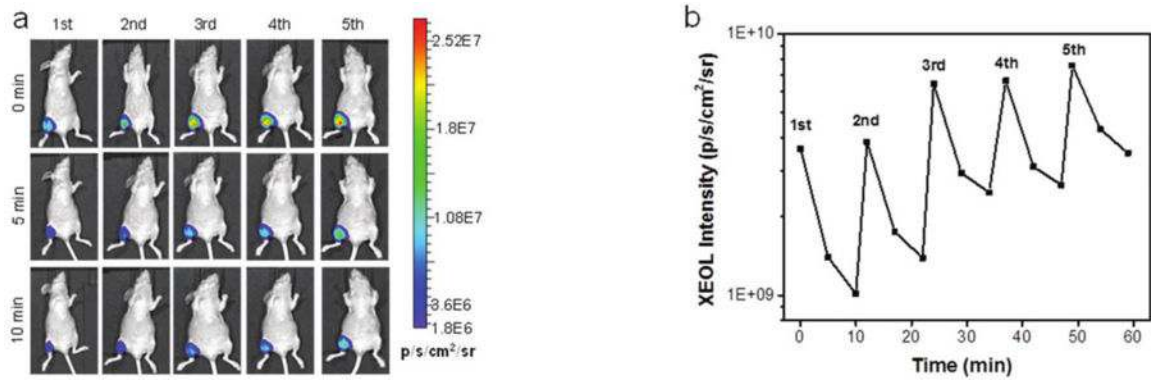 a
1st 2nd 3rd 4th 5th
0 min
5 min
10 min
2.52E7
1.8E7
1.08E7
3.6E6
1.8E6
p/s/cm²/sr
b
XEOL Intensity (p/s/cm²/sr)
1E+10
1E+09
1st
2nd
3rd
4th
5th
0 10 20 30 40 50 60
Time (min)